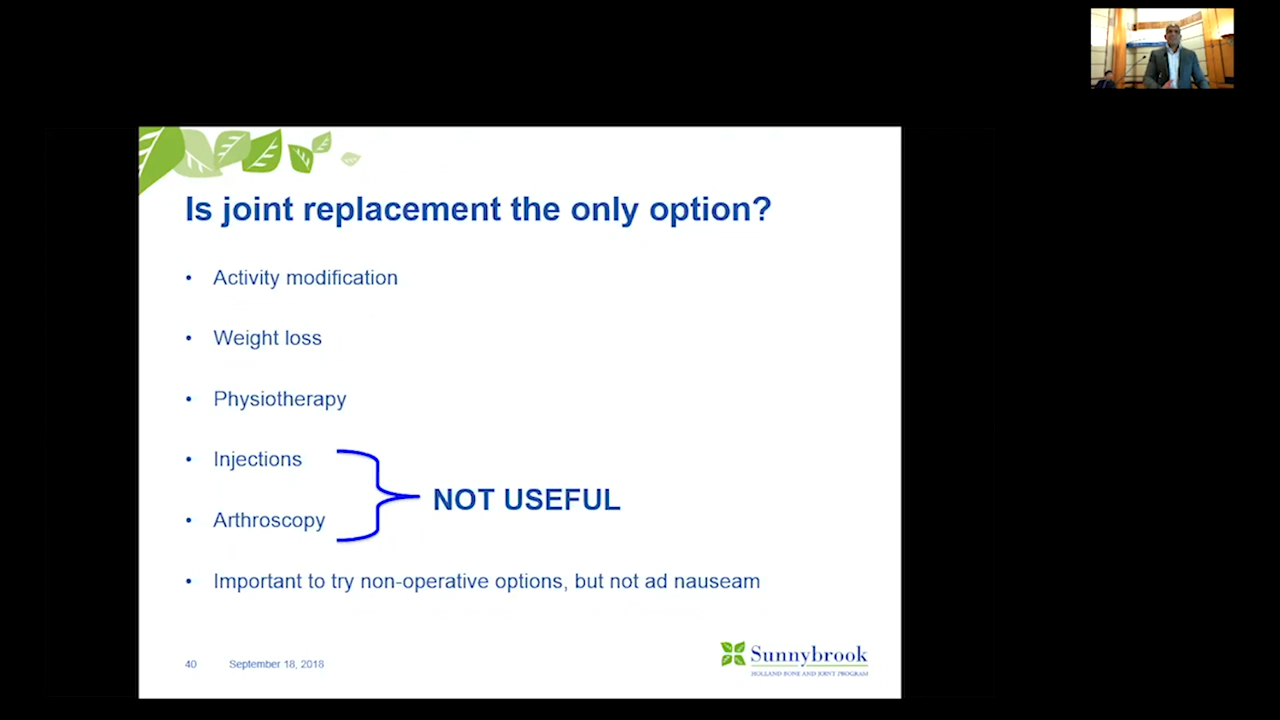 Is joint replacement the only option?
• Activity modification
• Weight loss
• Physiotherapy
• Injections
NOT USEFUL
• Arthroscopy
• Important to try non-operative options, but not ad nauseam
40 September 18, 2018
Sunnybrook
HOLLAND BONE AND JOINT PROGRAM